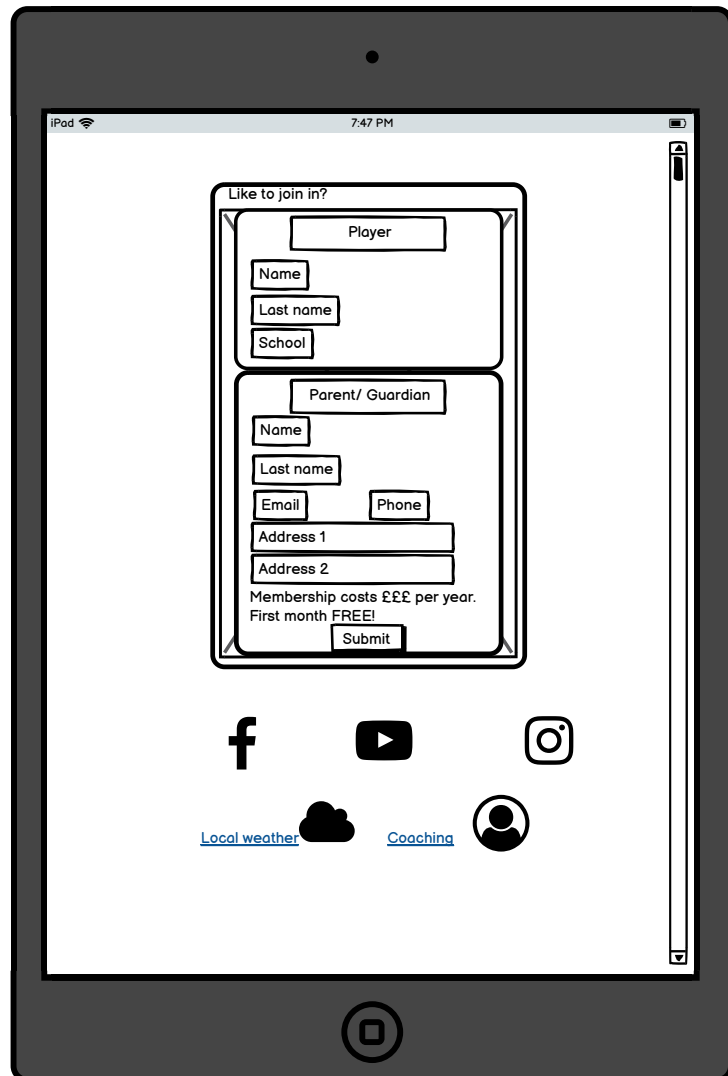 iPad 7:47 PM
Like to join in?
Player
Name
Last name
School
Parent/ Guardian
Name
Last name
Email Phone
Address 1
Address 2
Membership costs £££ per year.
First month FREE!
Submit
Local weather Coaching